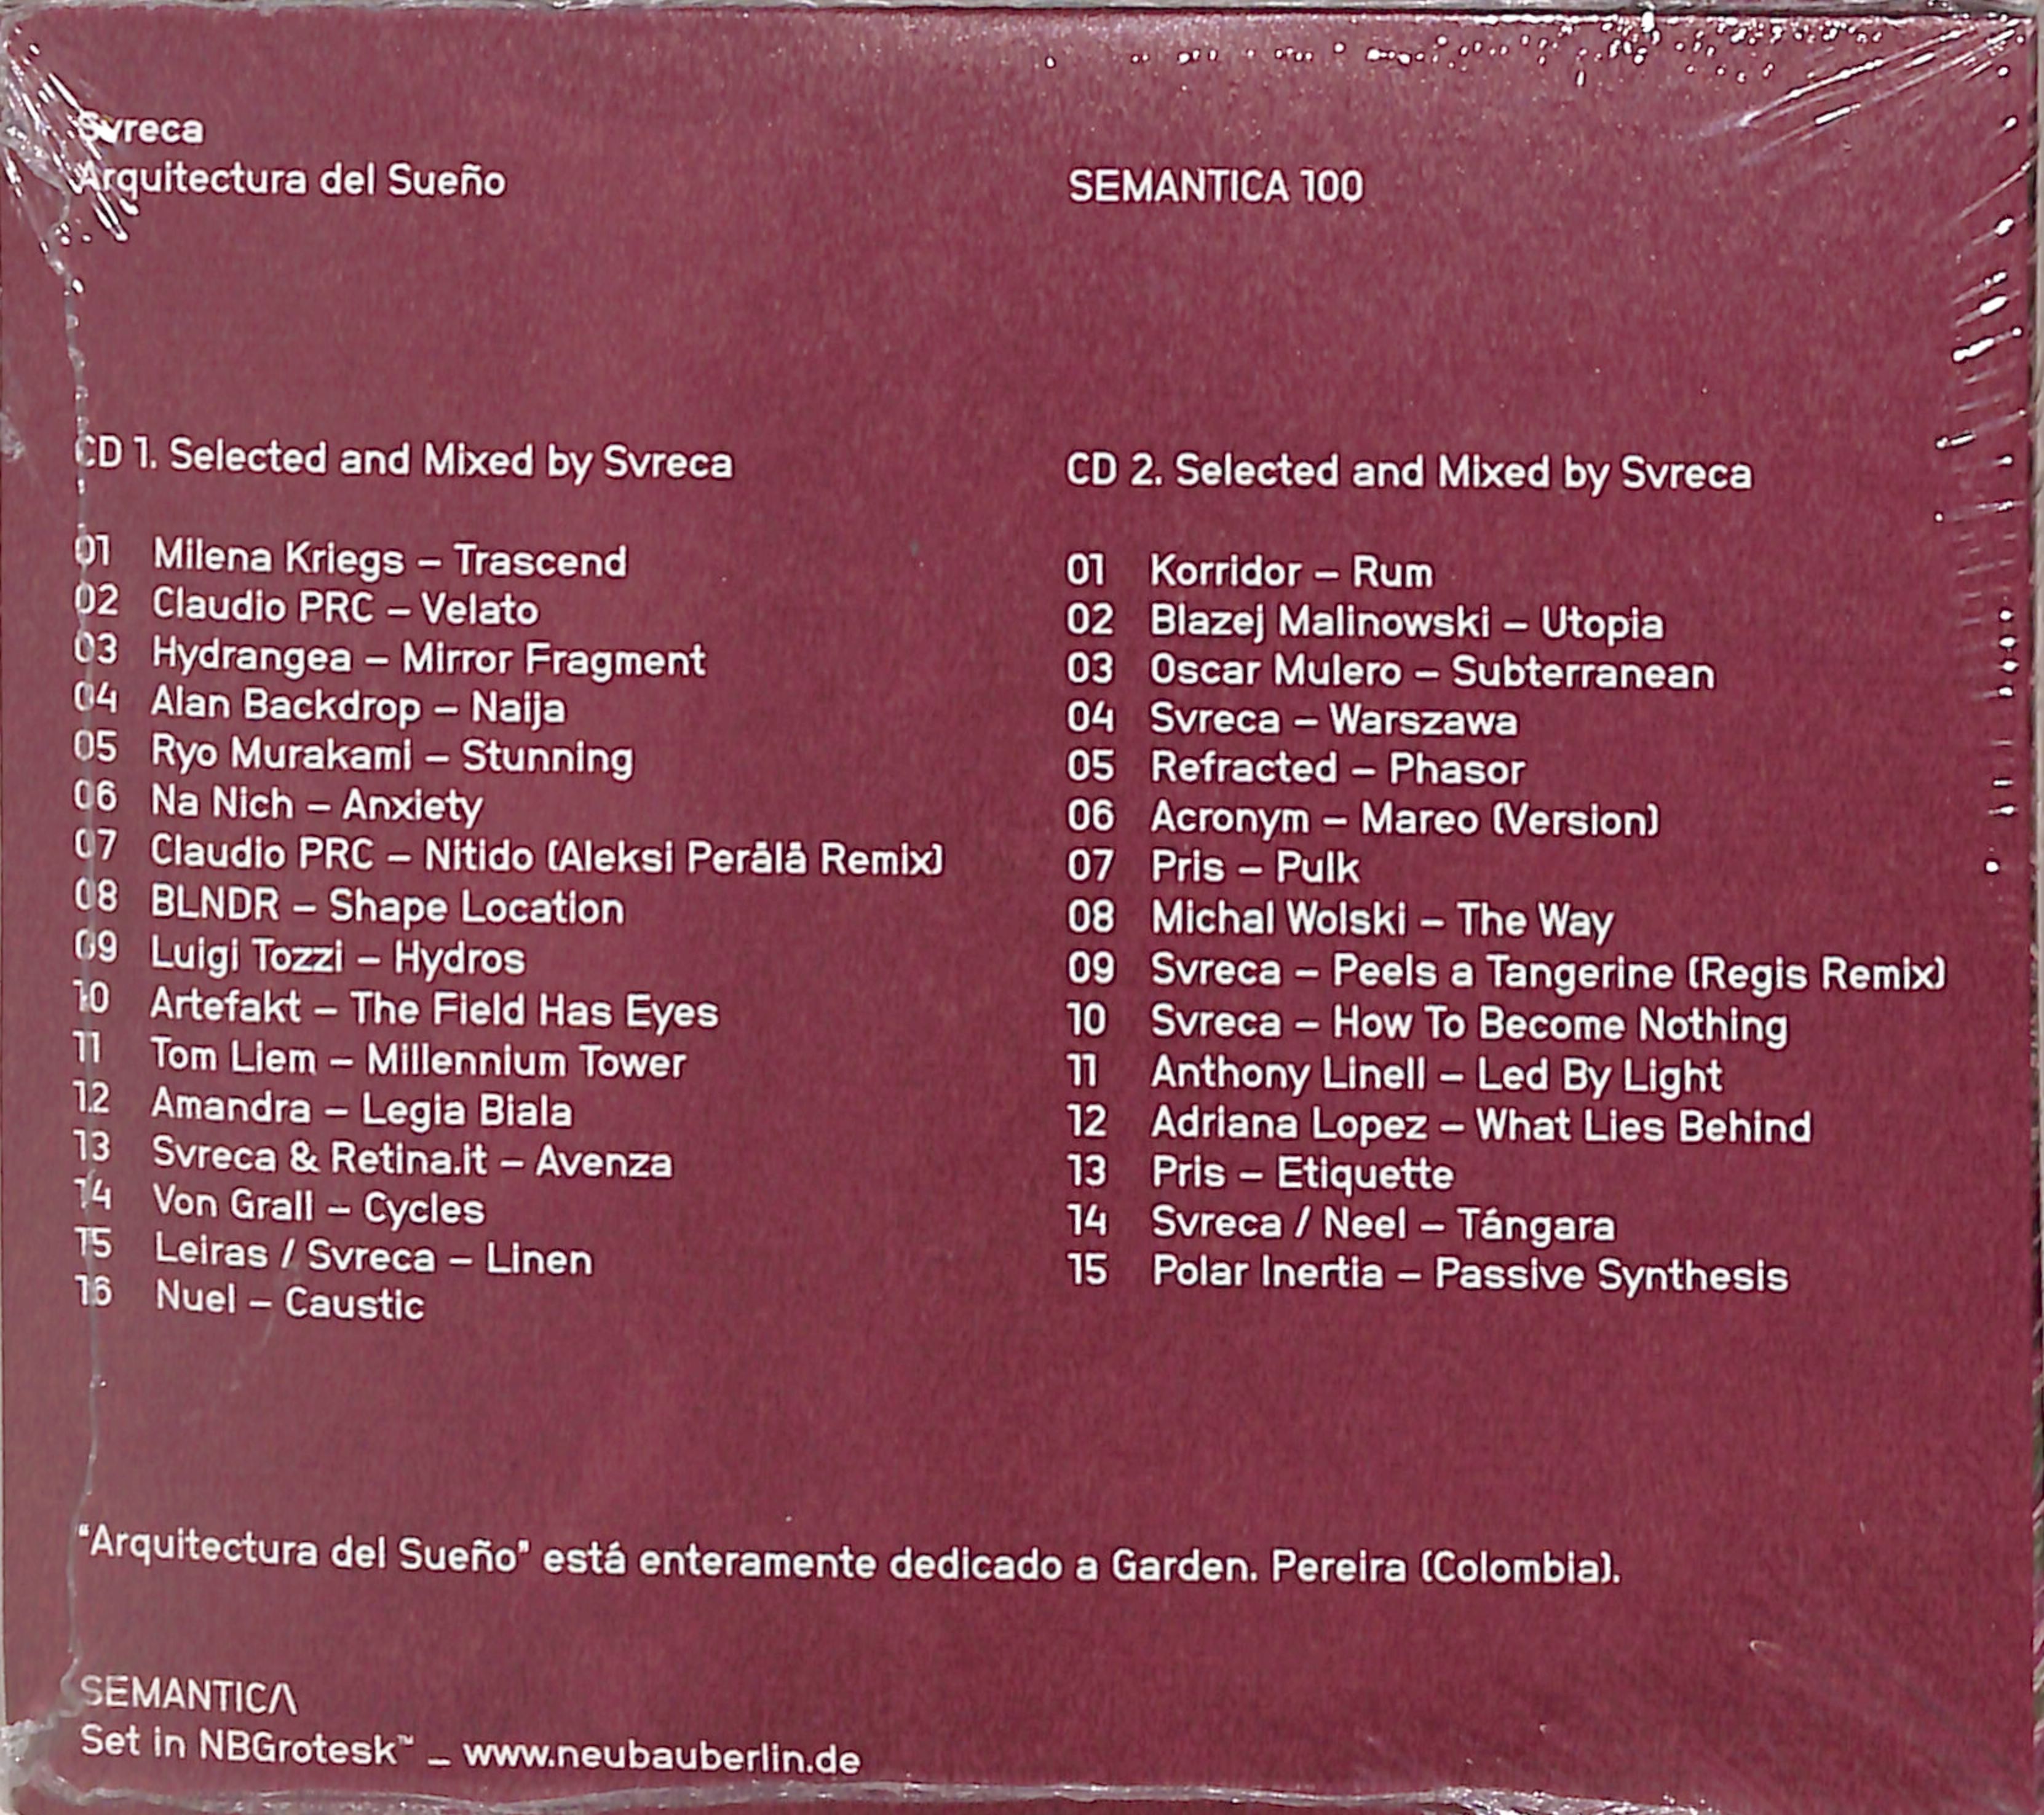 Svreca
Arquitectura del Sueño
SEMANTICA 100
CD 1. Selected and Mixed by Svreca
01 Milena Kriegs – Trascend
02 Claudio PRC – Velato
03 Hydrangea – Mirror Fragment
04 Alan Backdrop – Naija
05 Ryo Murakami – Stunning
06 Na Nich – Anxiety
07 Claudio PRC – Nitido (Aleksi Perälä Remix)
08 BLNDR – Shape Location
09 Luigi Tozzi – Hydros
10 Artefakt – The Field Has Eyes
11 Tom Liem – Millennium Tower
12 Amandra – Legia Biala
13 Svreca & Retina.it – Avenza
14 Von Grall – Cycles
15 Leiras / Svreca – Linen
16 Nuel – Caustic
CD 2. Selected and Mixed by Svreca
01 Korridor – Rum
02 Blazej Malinowski – Utopia
03 Oscar Mulero – Subterranean
04 Svreca – Warszawa
05 Refracted – Phasor
06 Acronym – Mareo (Version)
07 Pris – Pulk
08 Michal Wolski – The Way
09 Svreca – Peels a Tangerine (Regis Remix)
10 Svreca – How To Become Nothing
11 Anthony Linell – Led By Light
12 Adriana Lopez – What Lies Behind
13 Pris – Etiquette
14 Svreca / Neel – Tángara
15 Polar Inertia – Passive Synthesis
“Arquitectura del Sueño” está enteramente dedicado a Garden. Pereira (Colombia).
SEMANTICA
Set in NBGrotesk™ _ www.neubauberlin.de